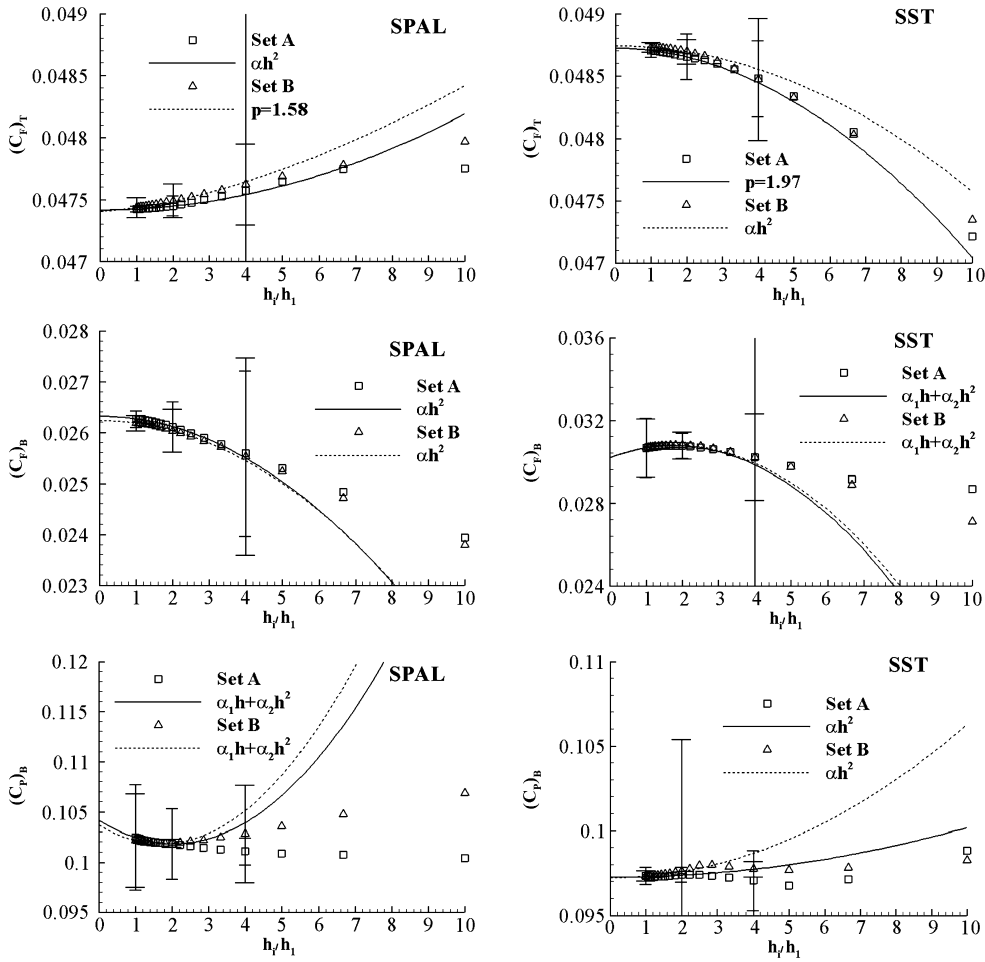 SPAL
Set A
αh²
Set B
p=1.58
(C_F)_T
0.049
0.0485
0.048
0.0475
0.047
0 1 2 3 4 5 6 7 8 9 10
h_i/h_1
SST
Set A
p=1.97
Set B
αh²
(C_F)_T
0.049
0.0485
0.048
0.0475
0.047
0 1 2 3 4 5 6 7 8 9 10
h_i/h_1
SPAL
Set A
αh²
Set B
αh²
(C_F)_B
0.028
0.027
0.026
0.025
0.024
0.023
0 1 2 3 4 5 6 7 8 9 10
h_i/h_1
SST
Set A
α₁h+α₂h²
Set B
α₁h+α₂h²
(C_F)_B
0.036
0.032
0.028
0.024
0 1 2 3 4 5 6 7 8 9 10
h_i/h_1
SPAL
Set A
α₁h+α₂h²
Set B
α₁h+α₂h²
(C_P)_B
0.12
0.115
0.11
0.105
0.1
0.095
0 1 2 3 4 5 6 7 8 9 10
h_i/h_1
SST
Set A
αh²
Set B
αh²
(C_P)_B
0.11
0.105
0.1
0.095
0 1 2 3 4 5 6 7 8 9 10
h_i/h_1